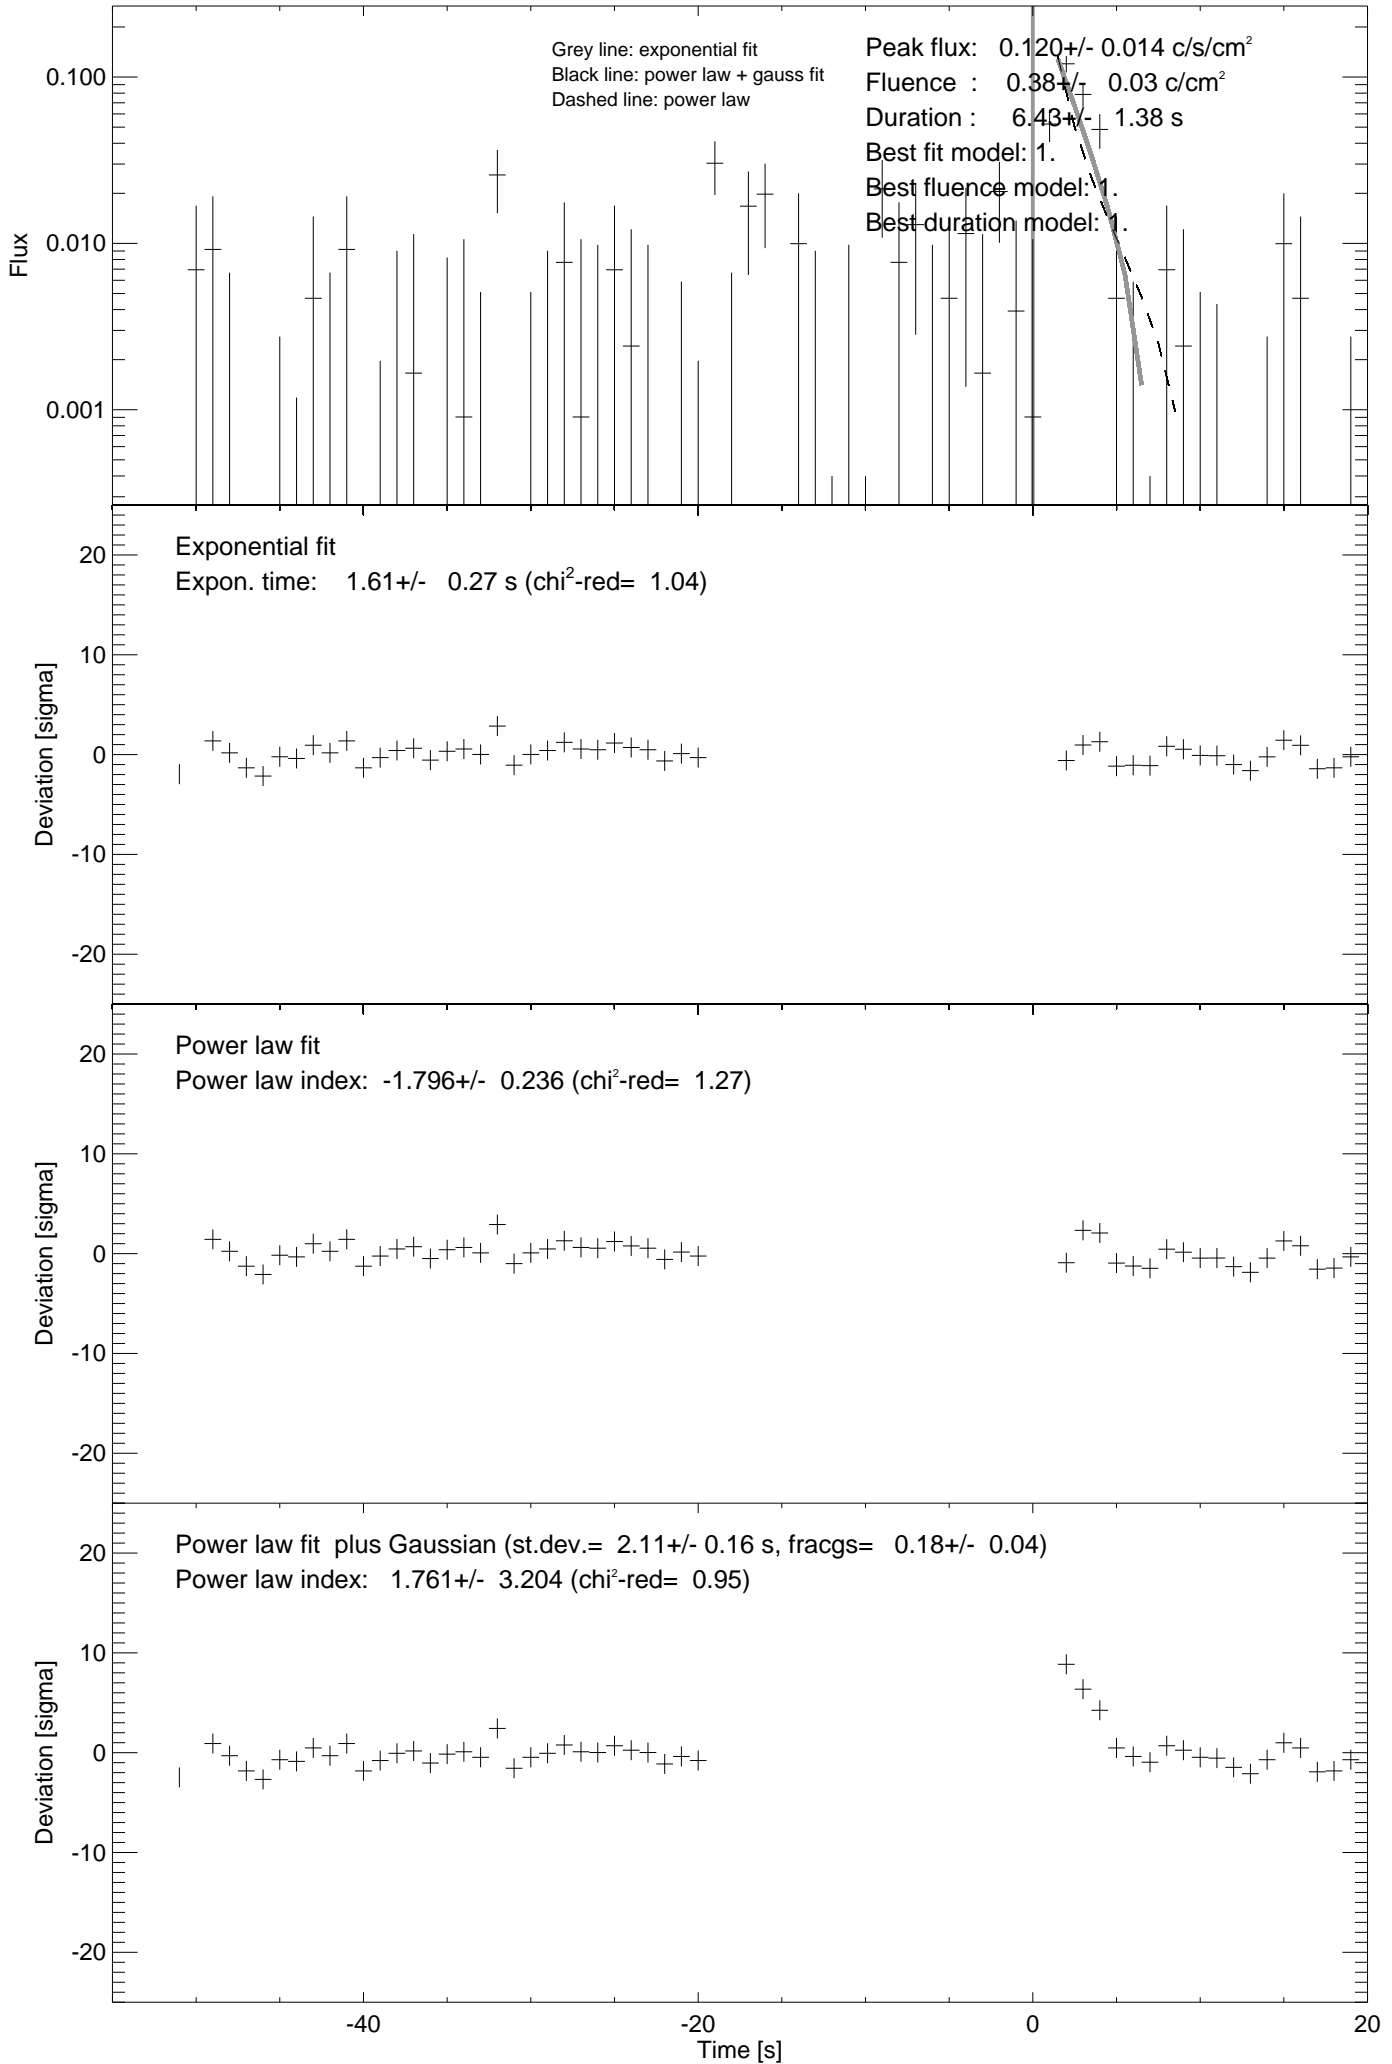 Grey line: exponential fit
Black line: power law + gauss fit
Dashed line: power law
Peak flux: 0.120+/- 0.014 c/s/cm²
Fluence : 0.38+/- 0.03 c/cm²
Duration : 6.43+/- 1.38 s
Best fit model: 1.
Best fluence model: 1.
Best duration model: 1.
Flux
0.100
0.010
0.001
Exponential fit
Expon. time: 1.61+/- 0.27 s (chi²-red= 1.04)
Deviation [sigma]
20
10
0
-10
-20
Power law fit
Power law index: -1.796+/- 0.236 (chi²-red= 1.27)
Deviation [sigma]
20
10
0
-10
-20
Power law fit plus Gaussian (st.dev.= 2.11+/- 0.16 s, fracgs= 0.18+/- 0.04)
Power law index: 1.761+/- 3.204 (chi²-red= 0.95)
Deviation [sigma]
20
10
0
-10
-20
-40 -20 0 20
Time [s]